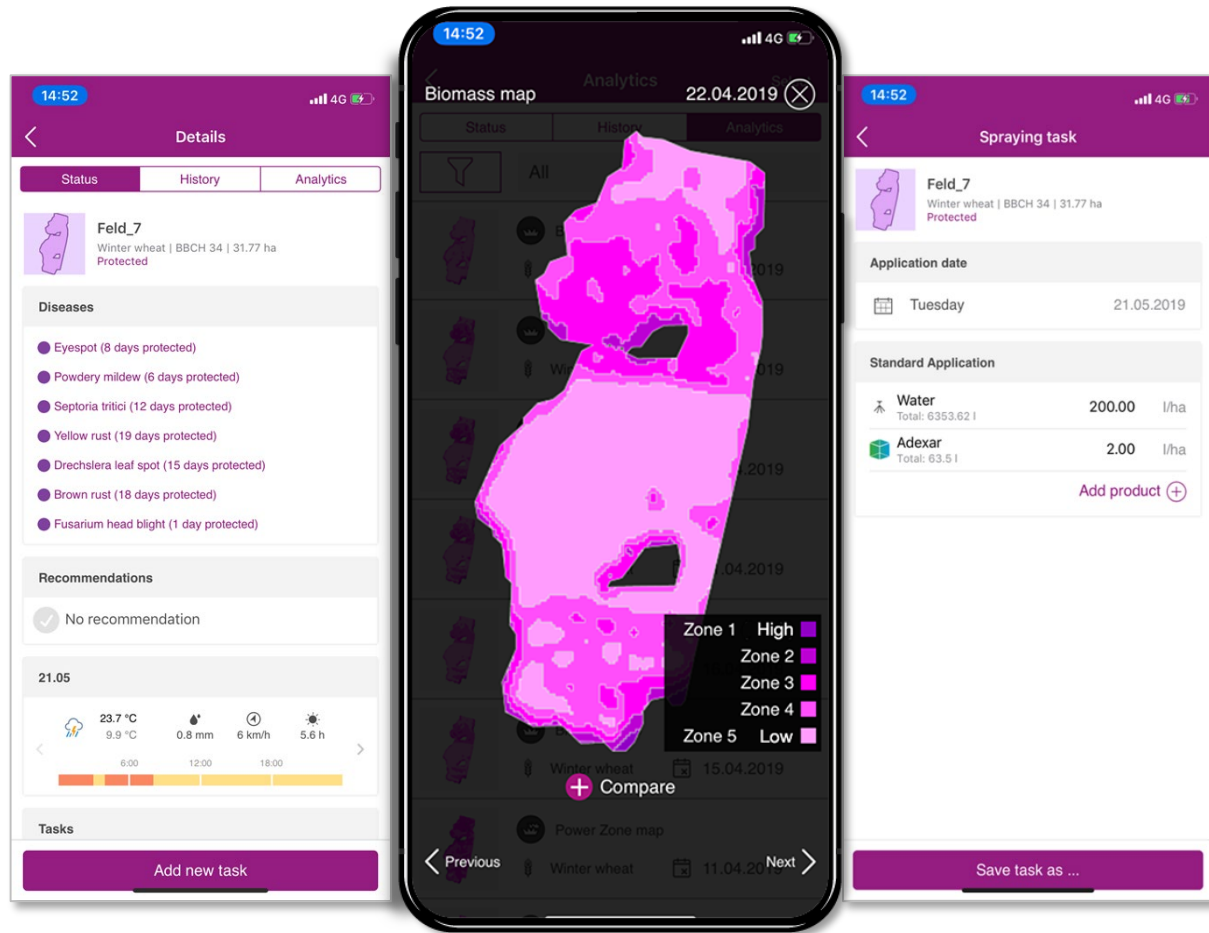 14:52
4G
Details
Status
History
Analytics
Feld_7
Winter wheat | BBCH 34 | 31.77 ha
Protected
Diseases
Eyespot (8 days protected)
Powdery mildew (6 days protected)
Septoria tritici (12 days protected)
Yellow rust (19 days protected)
Drechslera leaf spot (15 days protected)
Brown rust (18 days protected)
Fusarium head blight (1 day protected)
Recommendations
No recommendation
21.05
23.7 °C
9.9 °C
0.8 mm
6 km/h
5.6 h
6:00 12:00 18:00
Tasks
Add new task
14:52
4G
Analytics
Biomass map
22.04.2019
Status
History
Analytics
All
Zone 1 High
Zone 2
Zone 3
Zone 4
Zone 5 Low
Winter wheat
15.04.2019
Compare
Power Zone map
Previous
Winter wheat
11.04.2019
Next
14:52
4G
Spraying task
Feld_7
Winter wheat | BBCH 34 | 31.77 ha
Protected
Application date
Tuesday
21.05.2019
Standard Application
Water
Total: 6353.62 l
200.00 l/ha
Adexar
Total: 63.5 l
2.00 l/ha
Add product
Save task as ...